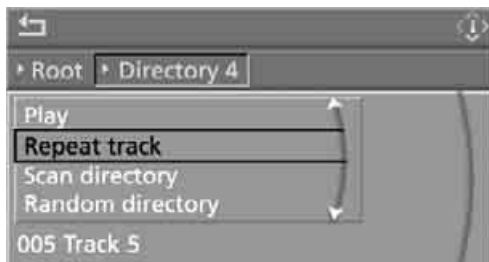 Root Directory 4
Play
Repeat track
Scan directory
Random directory
005 Track 5